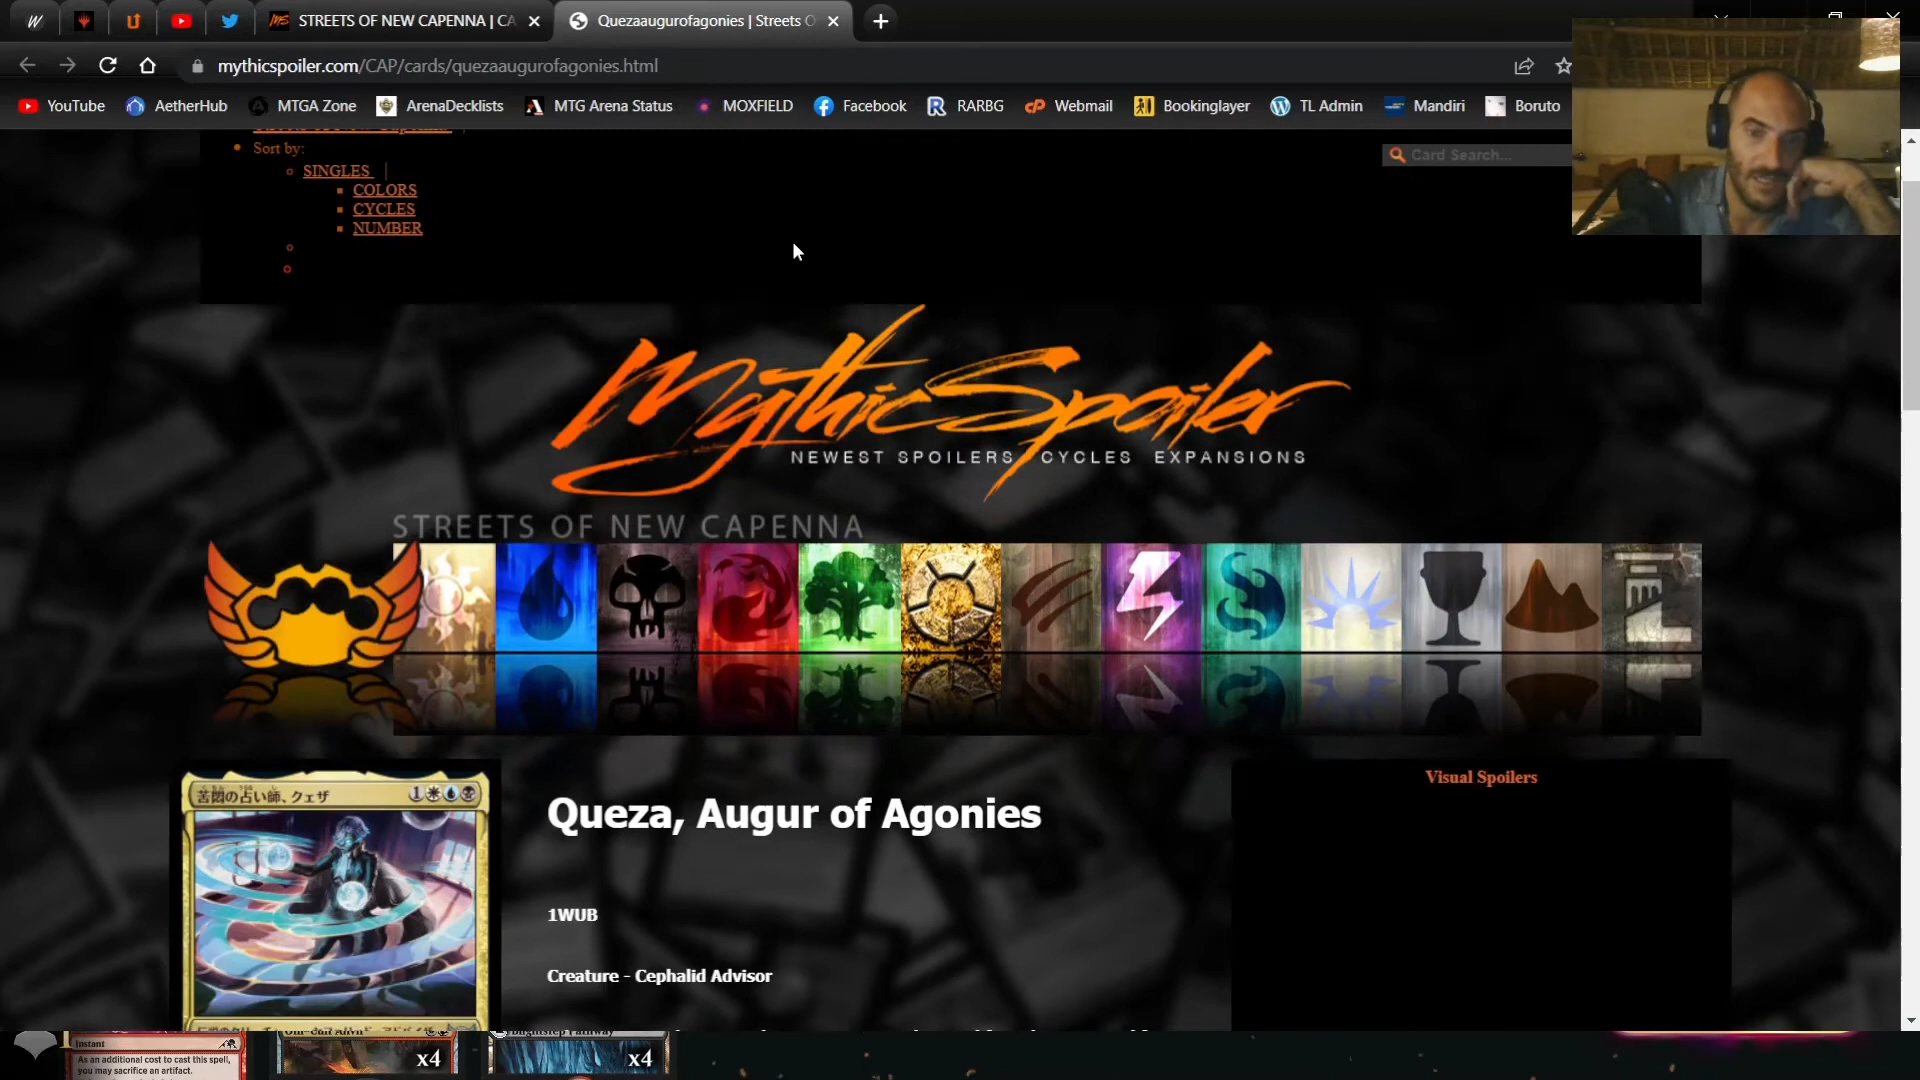 STREETS OF NEW CAPENNA | CA
Quezaaugurofagonies | Streets O
mythicspoiler.com/CAP/cards/quezaaugurofagonies.html
YouTube
AetherHub
MTGA Zone
ArenaDecklists
MTG Arena Status
MOXFIELD
Facebook
RARBG
Webmail
Bookinglayer
TL Admin
Mandiri
Boruto
Sort by:
SINGLES |
COLORS
CYCLES
NUMBER
Card Search...
MythicSpoiler
NEWEST SPOILERS CYCLES EXPANSIONS
STREETS OF NEW CAPENNA
苦悶の占い師、クェザ
1
Queza, Augur of Agonies
1WUB
Creature - Cephalid Advisor
Visual Spoilers
Instant
As an additional cost to cast this spell,
you may sacrifice an artifact.
x4
x4